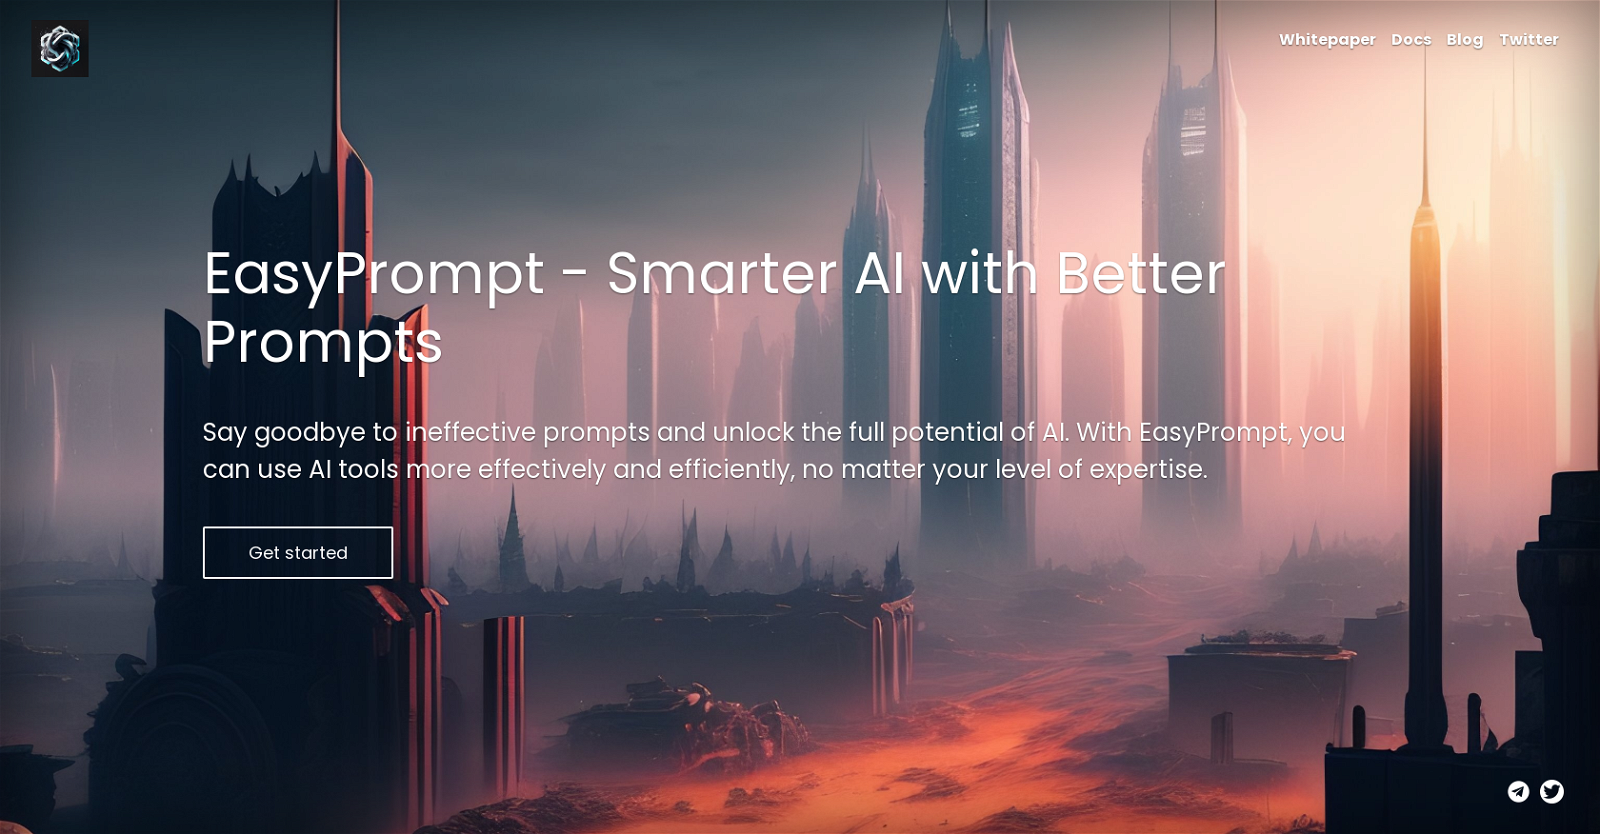 Whitepaper Docs Blog Twitter
EasyPrompt - Smarter AI with Better
Prompts
Say goodbye to ineffective prompts and unlock the full potential of AI. With EasyPrompt, you
can use AI tools more effectively and efficiently, no matter your level of expertise.
Get started